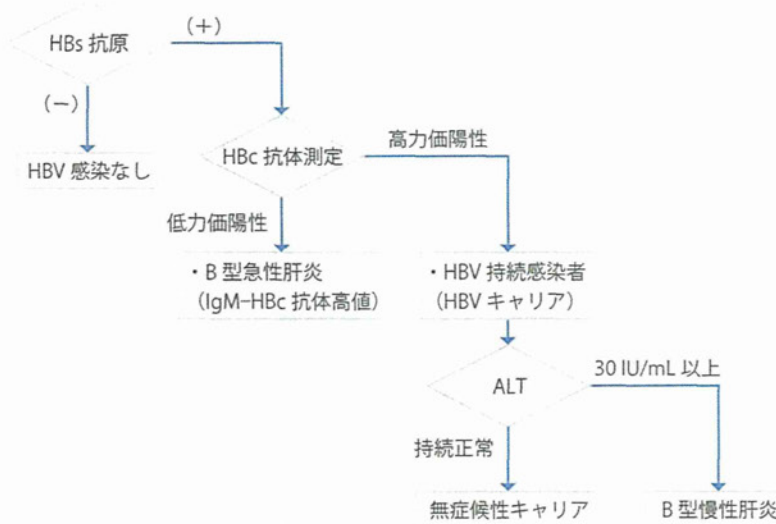 HBs 抗原
(+)
(−)
HBV 感染なし
HBc 抗体測定
高力価陽性
低力価陽性
・B 型急性肝炎
(IgM−HBc 抗体高値)
・HBV 持続感染者
(HBV キャリア)
ALT
30 IU/mL 以上
持続正常
無症候性キャリア
B 型慢性肝炎